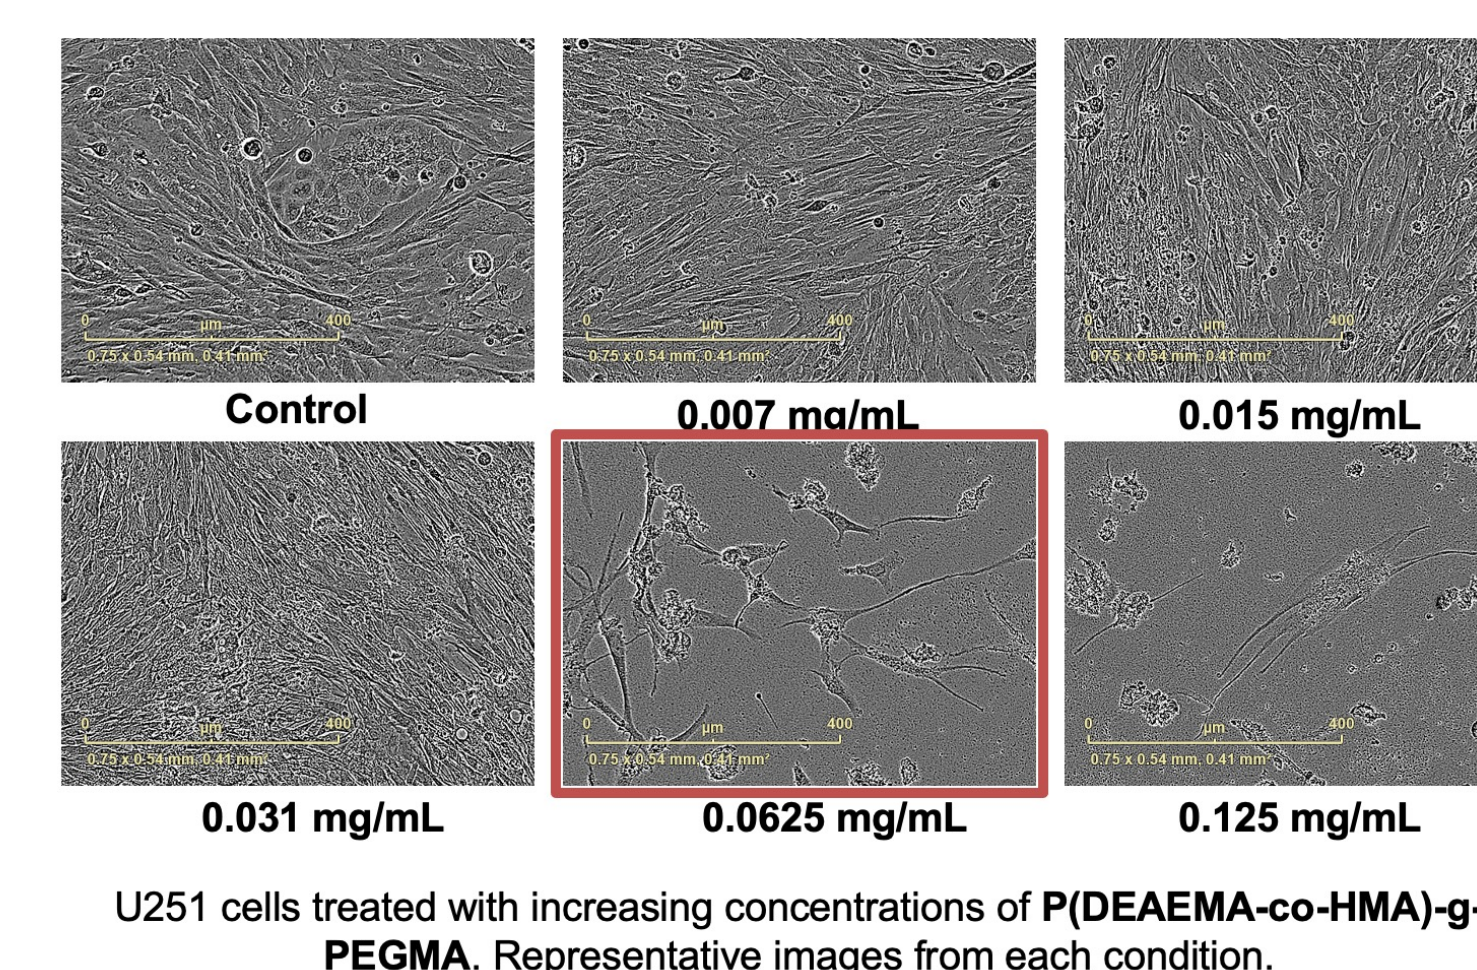 0 µm 400
0.75 x 0.54 mm, 0.41 mm²
0 µm 400
0.75 x 0.54 mm, 0.41 mm²
0 µm 400
0.75 x 0.54 mm, 0.41 mm²
Control
0.007 mg/mL
0.015 mg/mL
0 µm 400
0.75 x 0.54 mm, 0.41 mm²
0 µm 400
0.75 x 0.54 mm, 0.41 mm²
0 µm 400
0.75 x 0.54 mm, 0.41 mm²
0.031 mg/mL
0.0625 mg/mL
0.125 mg/mL
U251 cells treated with increasing concentrations of P(DEAEMA-co-HMA)-g-
PEGMA. Representative images from each condition.